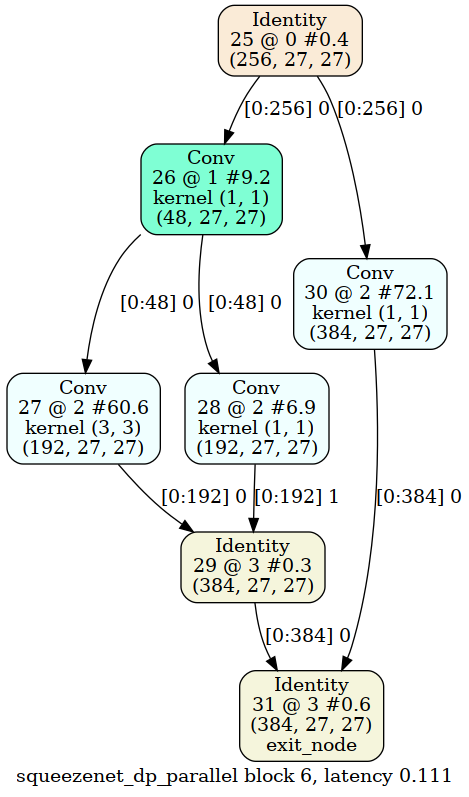 Identity
25 @ 0 #0.4
(256, 27, 27)
[0:256] 0
[0:256] 0
Conv
26 @ 1 #9.2
kernel (1, 1)
(48, 27, 27)
Conv
30 @ 2 #72.1
kernel (1, 1)
(384, 27, 27)
[0:48] 0
[0:48] 0
Conv
27 @ 2 #60.6
kernel (3, 3)
(192, 27, 27)
Conv
28 @ 2 #6.9
kernel (1, 1)
(192, 27, 27)
[0:192] 0
[0:192] 1
[0:384] 0
Identity
29 @ 3 #0.3
(384, 27, 27)
[0:384] 0
Identity
31 @ 3 #0.6
(384, 27, 27)
exit_node
squeezenet_dp_parallel block 6, latency 0.111